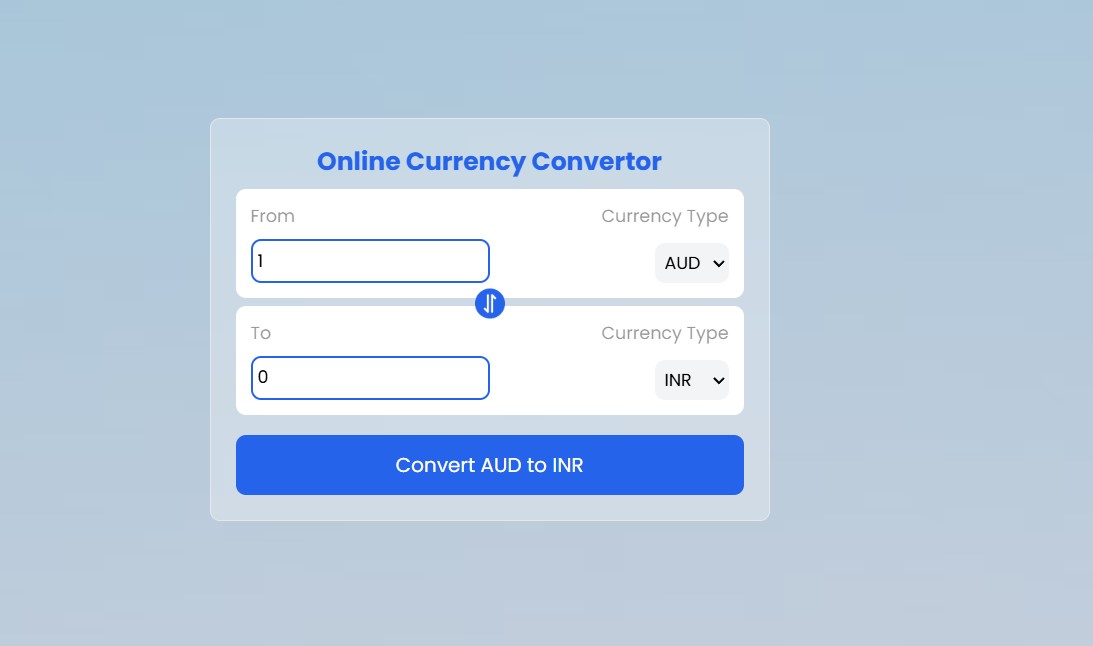 Online Currency Convertor
From Currency Type
1 AUD
To Currency Type
0 INR
Convert AUD to INR